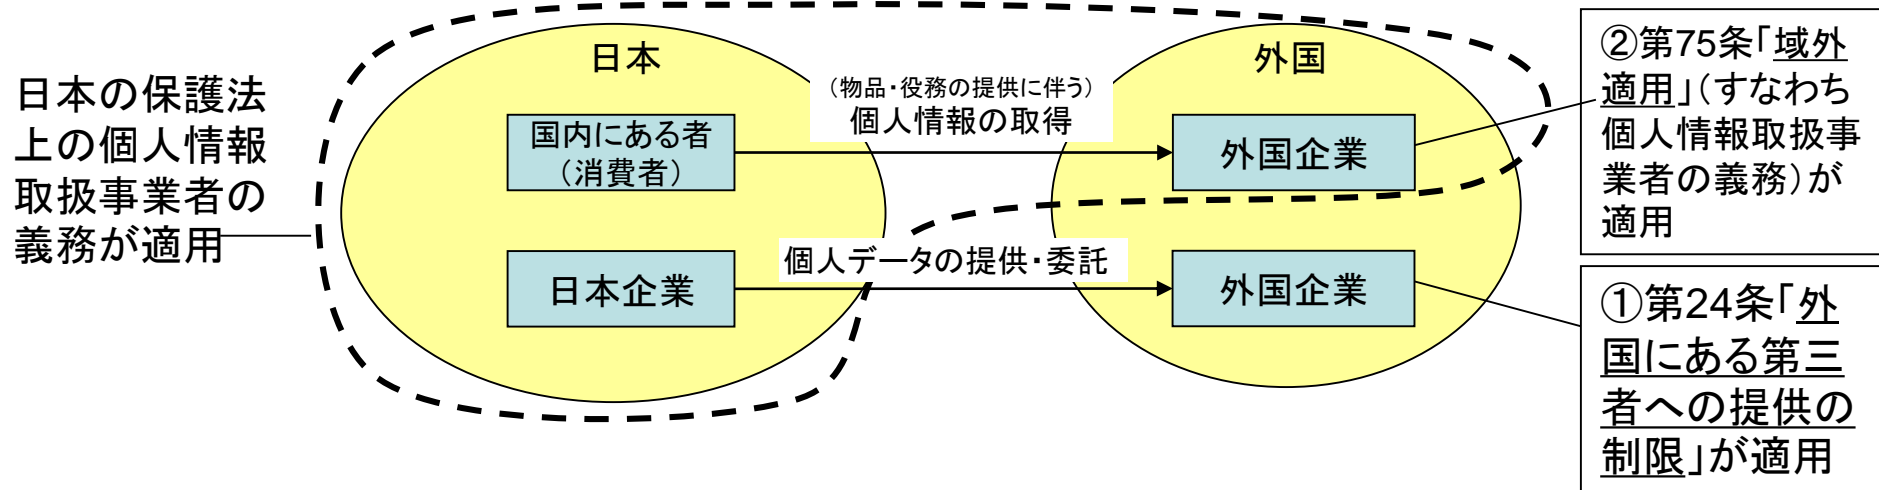 日本の保護法
上の個人情報
取扱事業者の
義務が適用
日本
国内にある者
（消費者）
日本企業
（物品・役務の提供に伴う）
個人情報の取得
個人データの提供・委託
外国
外国企業
外国企業
②第75条「域外
適用」（すなわち
個人情報取扱事
業者の義務）が
適用
①第24条「外
国にある第三
者への提供の
制限」が適用